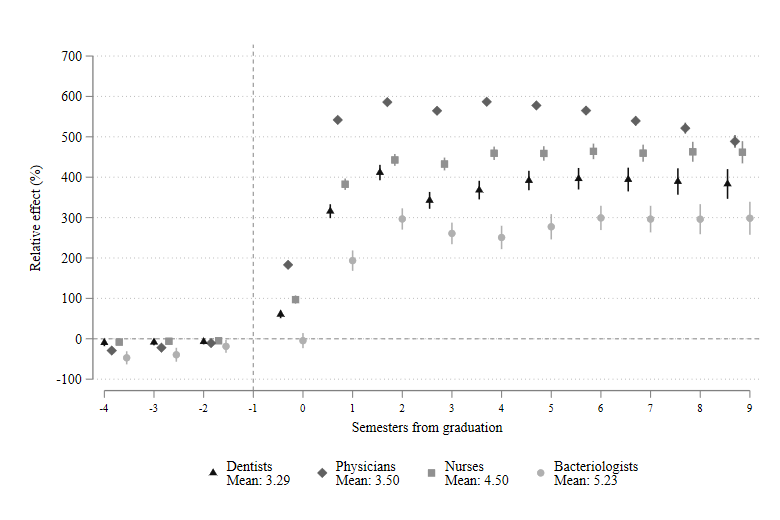 Relative effect (%)
700
600
500
400
300
200
100
0
-100
-4 -3 -2 -1 0 1 2 3 4 5 6 7 8 9
Semesters from graduation
Dentists Physicians Nurses Bacteriologists
Mean: 3.29 Mean: 3.50 Mean: 4.50 Mean: 5.23